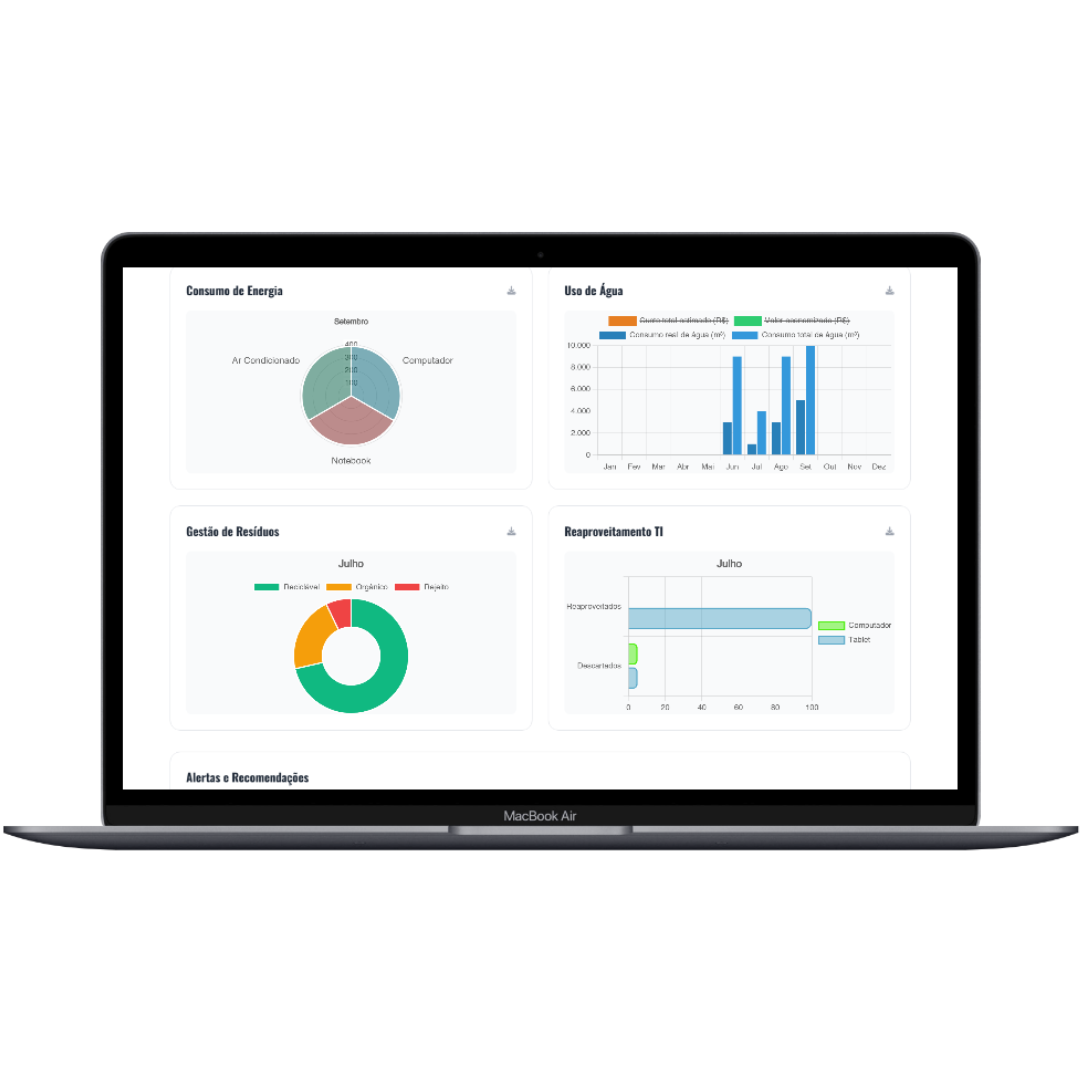 Consumo de Energia
Setembro
400
300
200
100
Ar Condicionado
Computador
Notebook
Uso de Água
Custo total estimado (R$) Valor economizado (R$)
Consumo real de Água (m³) Consumo total de Água (m³)
10.000
8.000
6.000
4.000
2.000
0
Jan Fev Mar Abr Mai Jun Jul Ago Set Out Nov Dez
Gestão de Resíduos
Julho
Reciclável Orgânico Rejeito
Reaproveitamento TI
Julho
Reaproveitados
Descartados
Computador
Tablet
0 20 40 60 80 100
Alertas e Recomendações
MacBook Air